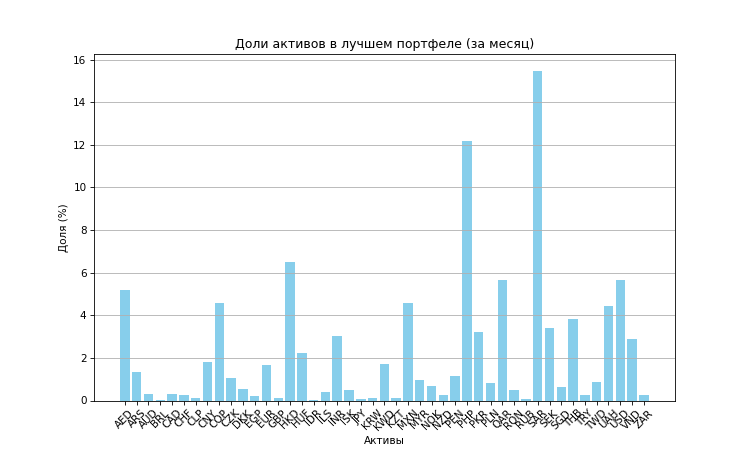 Доли активов в лучшем портфеле (за месяц)
Доля (%)
16
14
12
10
8
6
4
2
0
AED ARS AUD BRL CAD CHF CLP CNY COP CZK DKK EGP EUR GBP HKD HUF IDR ILS INR ISK JPY KRW KWD KZT MXN MYR NOK NZD PEN PHP PKR PLN QAR RON RUB SAR SEK SGD THB TRY TWD UAH USD VND ZAR
Активы